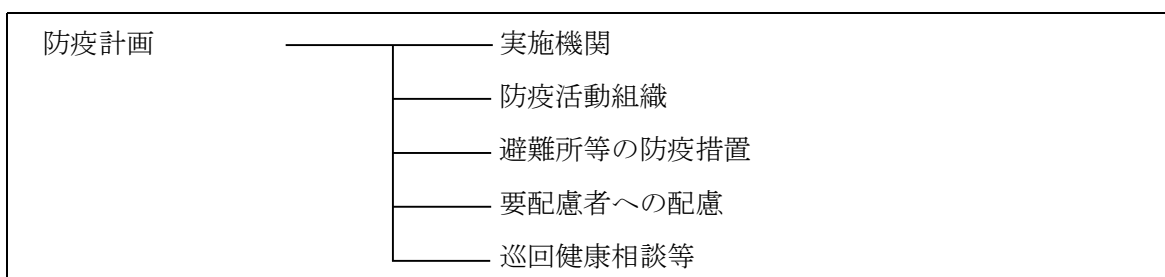 防疫計画
実施機関
防疫活動組織
避難所等の防疫措置
要配慮者への配慮
巡回健康相談等